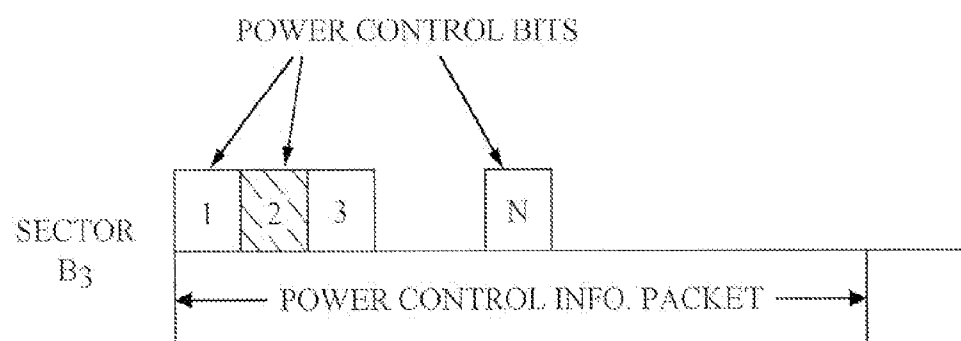 POWER CONTROL BITS
1 2 3 N
SECTOR
B3
POWER CONTROL INFO. PACKET